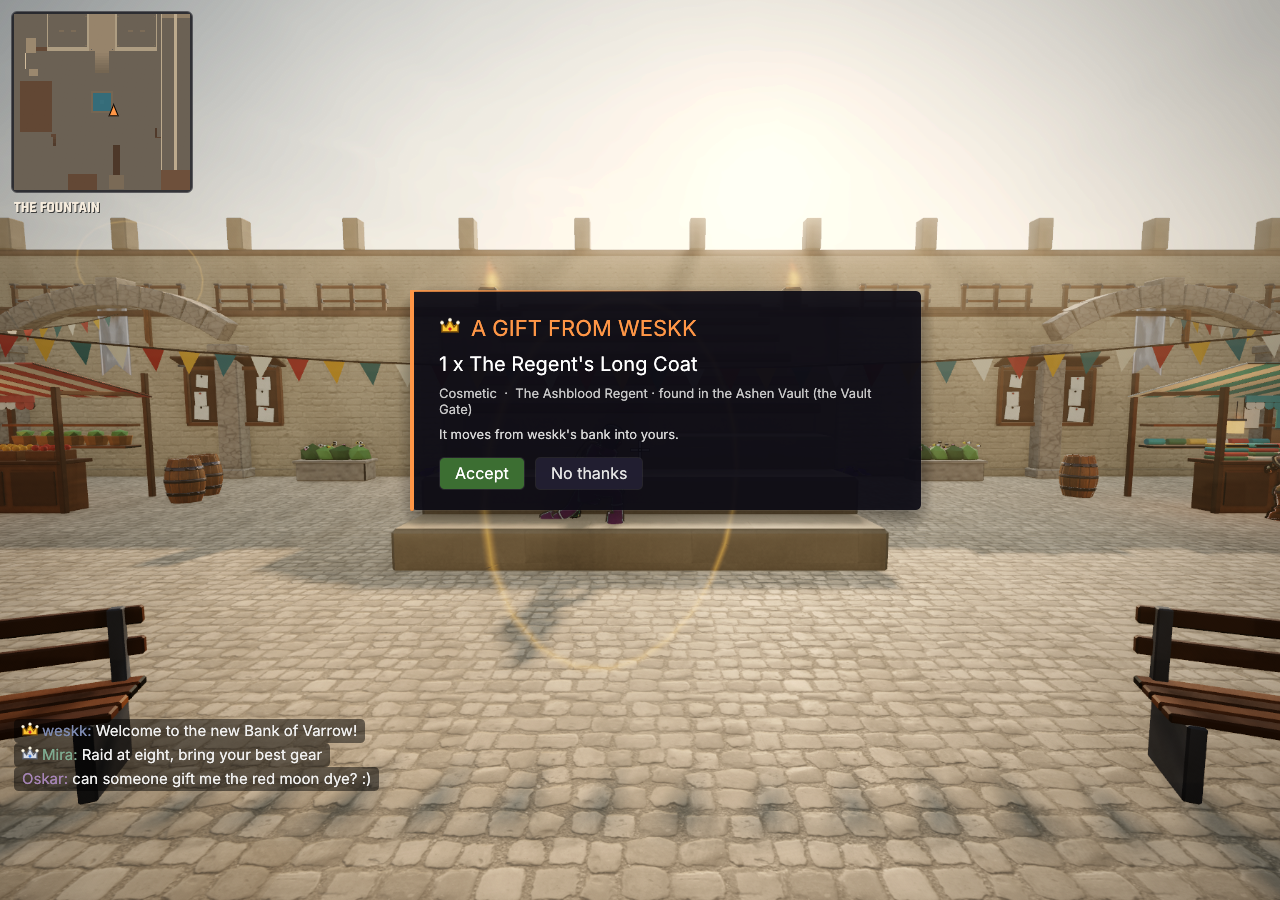 THE FOUNTAIN
A GIFT FROM WESKK
1 x The Regent's Long Coat
Cosmetic · The Ashblood Regent · found in the Ashen Vault (the Vault
Gate)
It moves from weskk's bank into yours.
Accept
No thanks
weskk: Welcome to the new Bank of Varrow!
Mira: Raid at eight, bring your best gear
Oskar: can someone gift me the red moon dye? :)